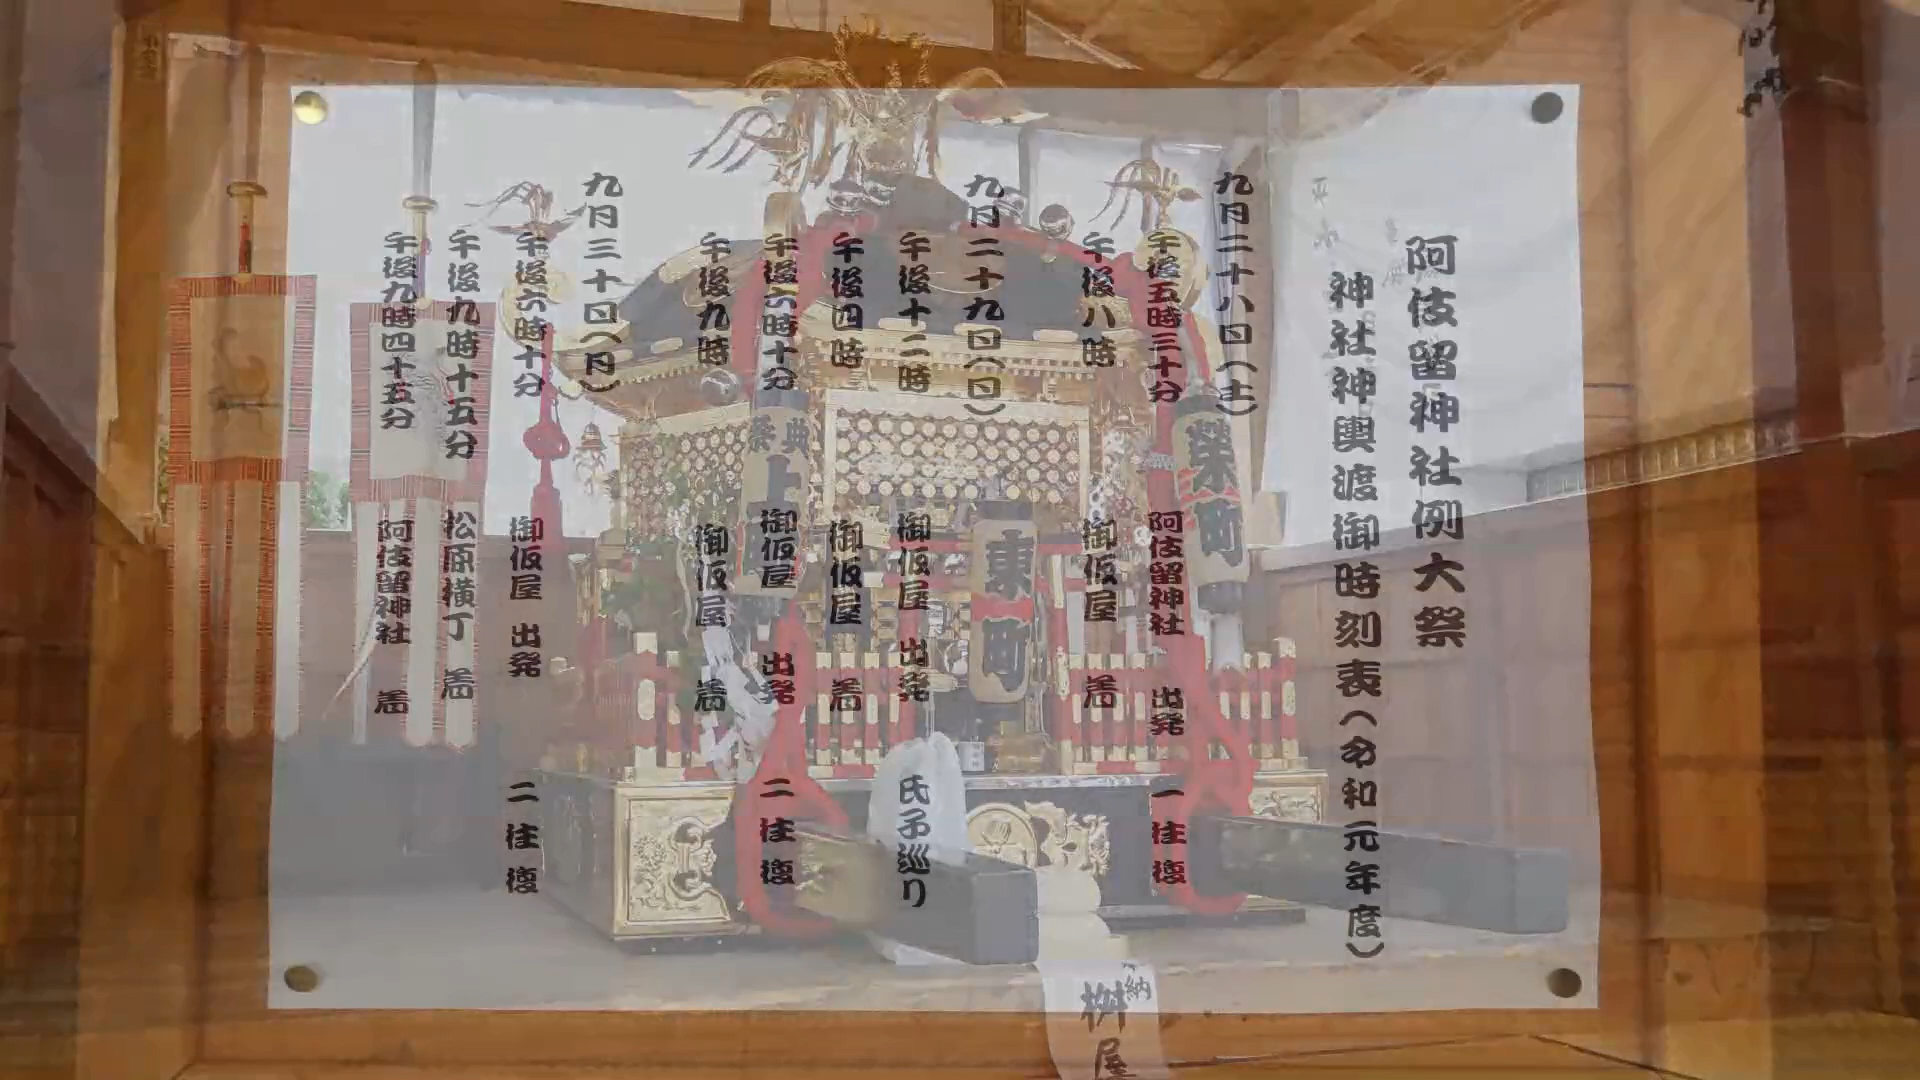 阿伎留神社例大祭
神社神輿渡御時刻表(令和元年度)
九月二十八日(土)
午後五時三十分 阿伎留神社 出発 一往復
午後八時 御仮屋 着
九月二十九日(日)
午後十二時 御仮屋 出発 氏子巡り
午後四時 御仮屋 着
午後六時十分 御仮屋 出発 二往復
午後九時 御仮屋 着
九月三十日(月)
午後六時十分 御仮屋 出発 二往復
午後九時十五分 松原横丁 着
午後九時四十五分 阿伎留神社 着
栄町
東町
祭典
納
桝屋